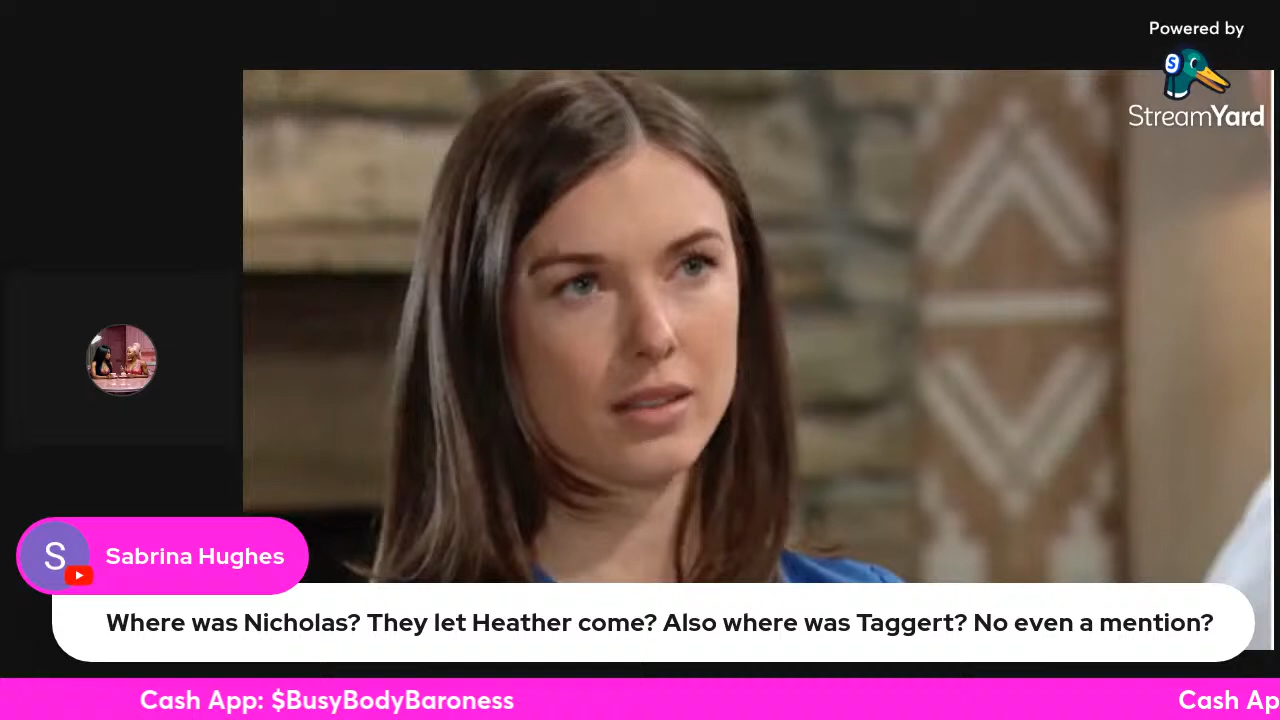 Powered by
S
StreamYard
S
Sabrina Hughes
Where was Nicholas? They let Heather come? Also where was Taggert? No even a mention?
Cash App: $BusyBodyBaroness
Cash Ap